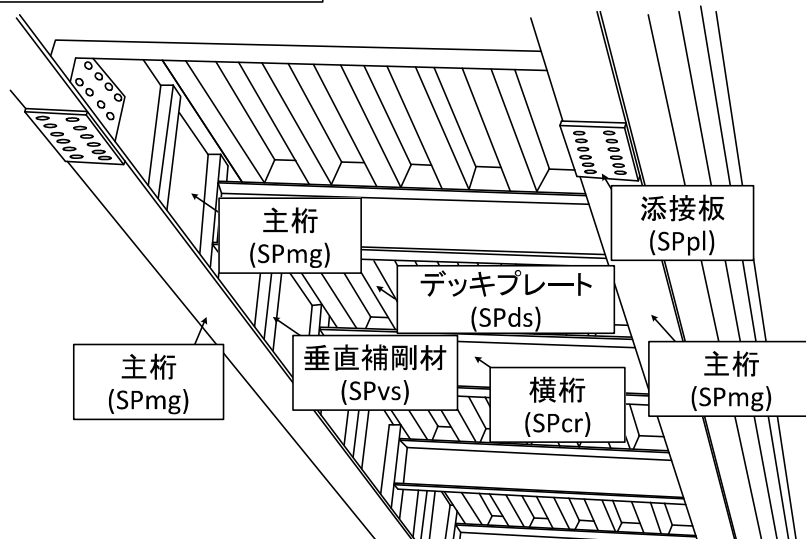 添接板
(SPpl)
主桁
(SPmg)
デッキプレート
(SPds)
垂直補剛材
(SPvs)
主桁
(SPmg)
主桁
(SPmg)
横桁
(SPcr)